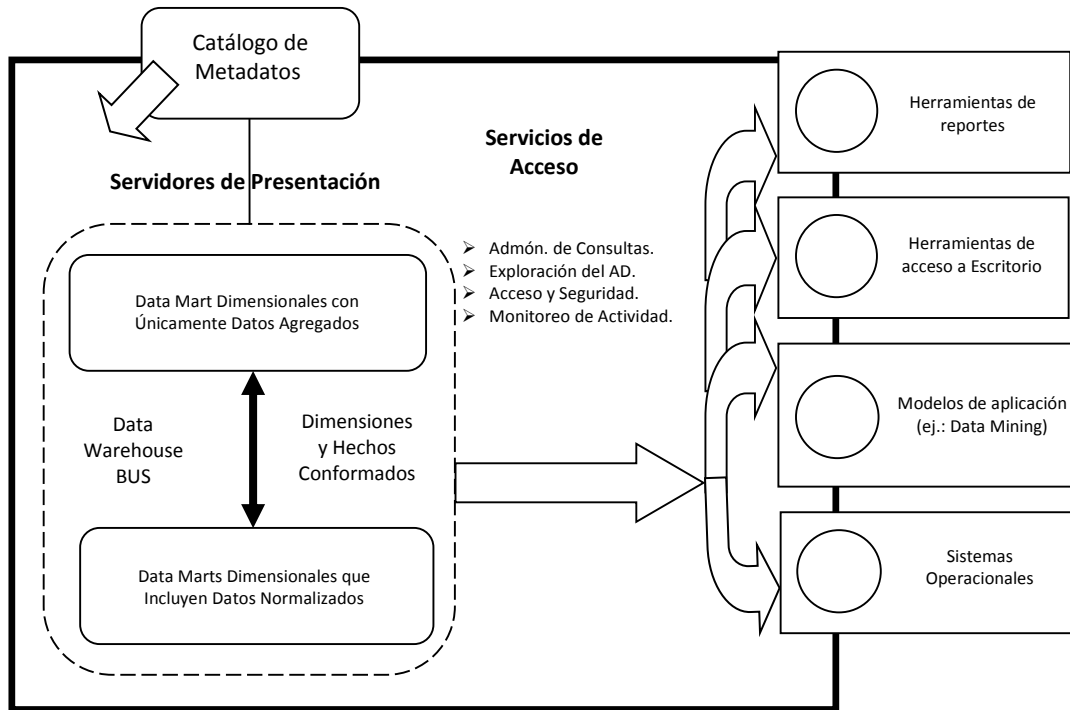 Catálogo de
Metadatos
Servidores de Presentación
Servicios de
Acceso
Data Mart Dimensionales con
Únicamente Datos Agregados
Data
Warehouse
BUS
Dimensiones
y Hechos
Conformados
Data Marts Dimensionales que
Incluyen Datos Normalizados
Admón. de Consultas.
Exploración del AD.
Acceso y Seguridad.
Monitoreo de Actividad.
Herramientas de
reportes
Herramientas de
acceso a Escritorio
Modelos de aplicación
(ej.: Data Mining)
Sistemas
Operacionales